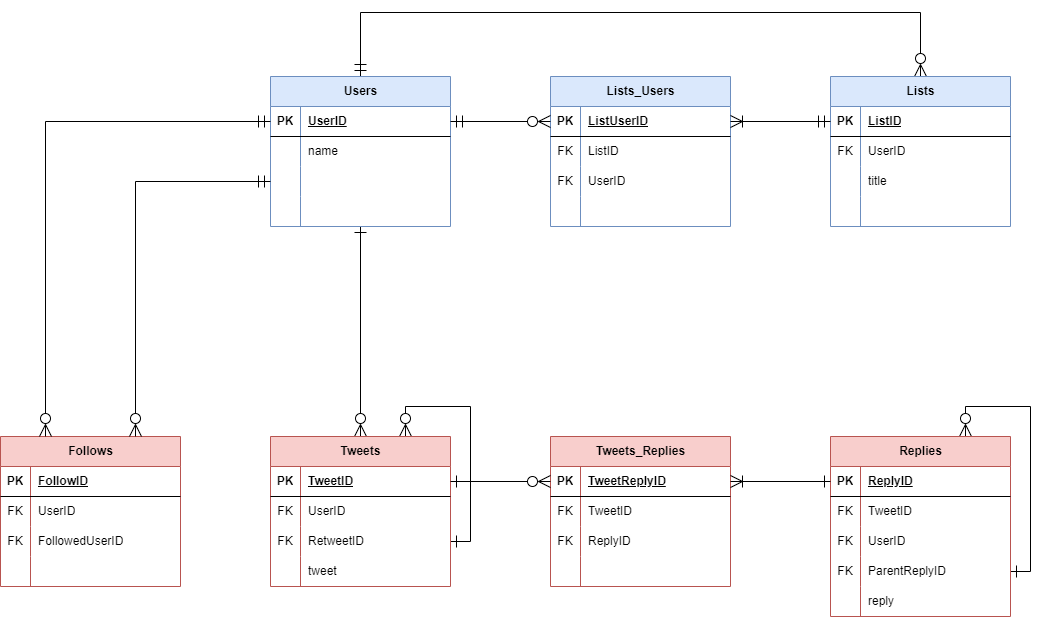 Users
PK UserID
name
Lists_Users
PK ListUserID
FK ListID
FK UserID
Lists
PK ListID
FK UserID
title
Follows
PK FollowID
FK UserID
FK FollowedUserID
Tweets
PK TweetID
FK UserID
FK RetweetID
tweet
Tweets_Replies
PK TweetReplyID
FK TweetID
FK ReplyID
Replies
PK ReplyID
FK TweetID
FK UserID
FK ParentReplyID
reply